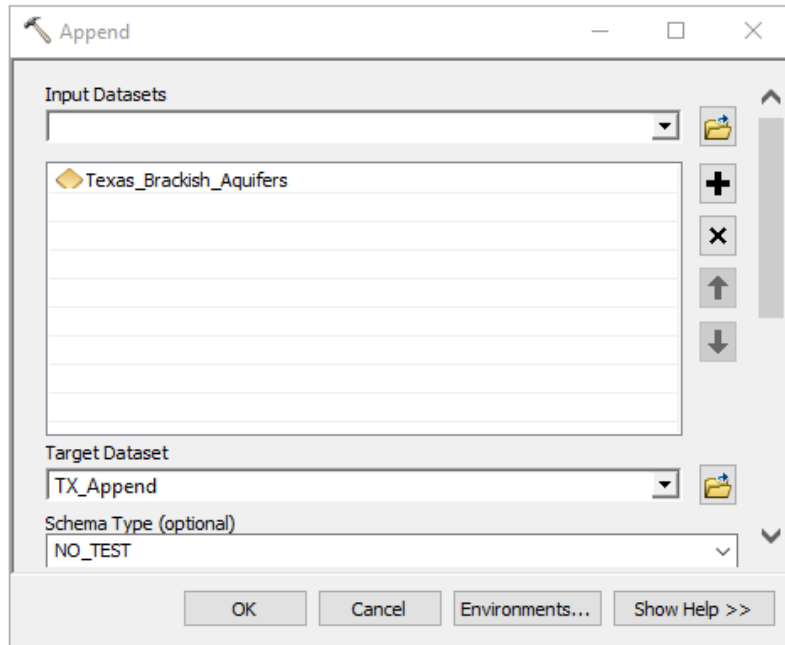 Append
Input Datasets
Texas_Brackish_Aquifers
Target Dataset
TX_Append
Schema Type (optional)
NO_TEST
OK Cancel Environments... Show Help >>